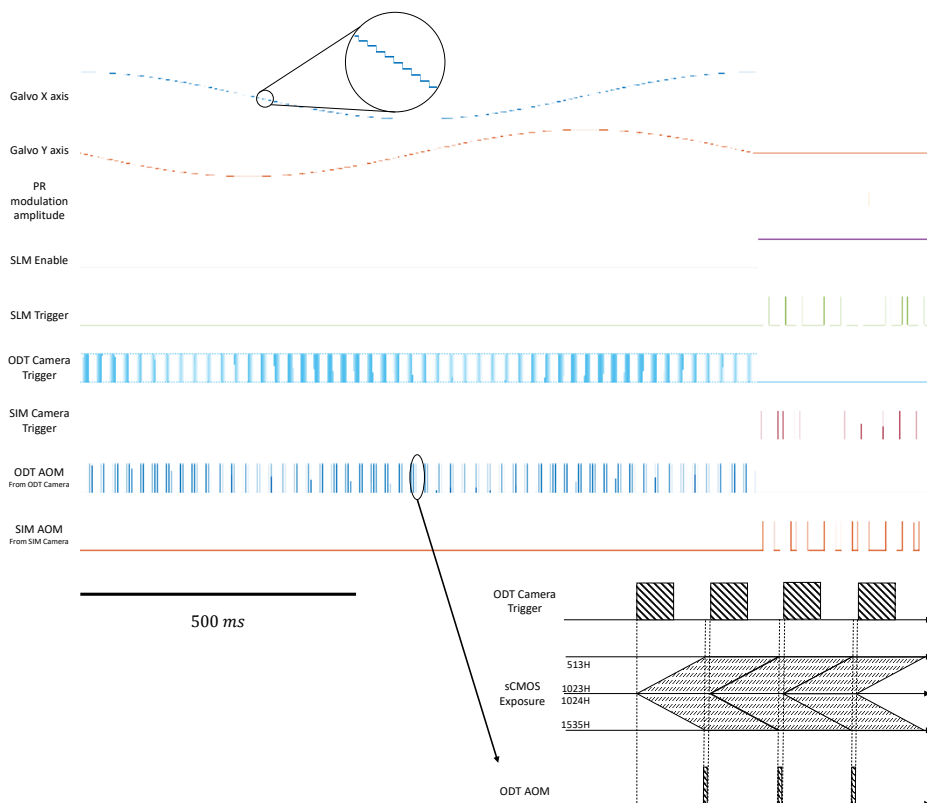 Galvo X axis
Galvo Y axis
PR
modulation
amplitude
SLM Enable
SLM Trigger
ODT Camera
Trigger
SIM Camera
Trigger
ODT AOM
From ODT Camera
SIM AOM
From SIM Camera
500 ms
ODT Camera
Trigger
513H
sCMOS
Exposure
1023H
1024H
1535H
ODT AOM